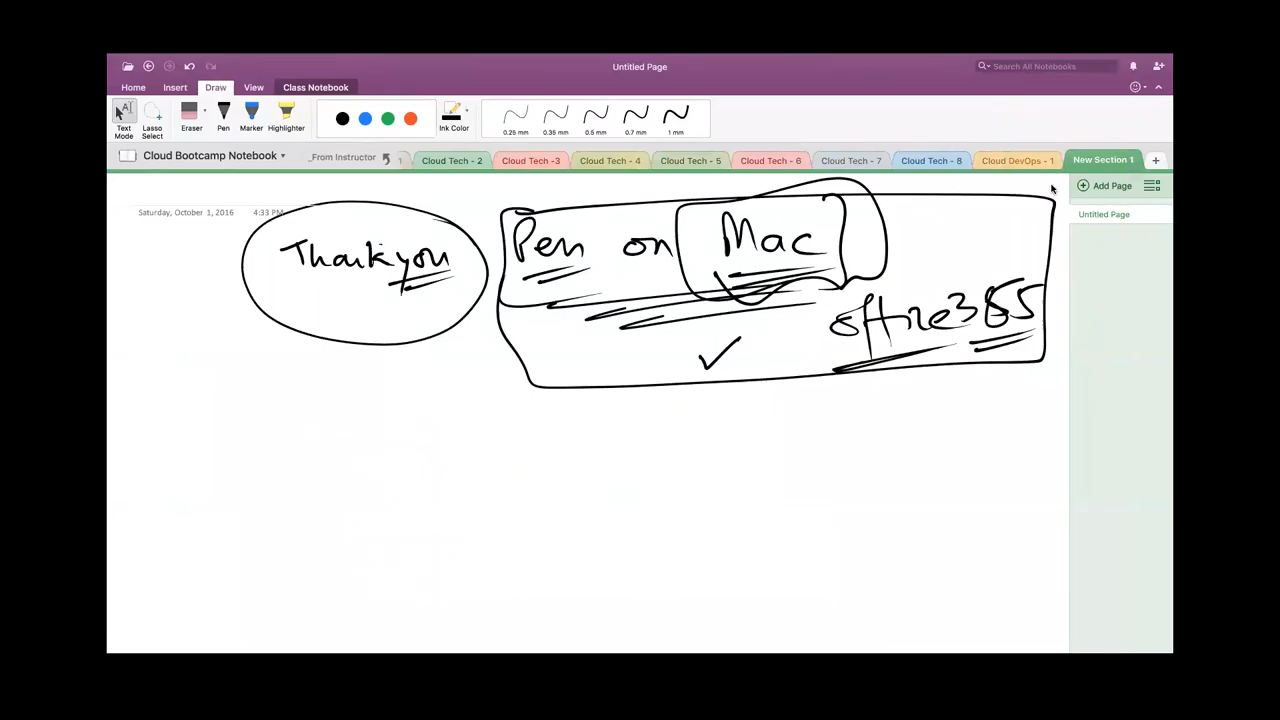 Untitled Page
Search All Notebooks
Home Insert Draw View Class Notebook
Text Mode
Lasso Select
Eraser
Pen
Marker
Highlighter
Ink Color
0.25 mm 0.35 mm 0.5 mm 0.7 mm 1 mm
Cloud Bootcamp Notebook
_From Instructor
1
Cloud Tech - 2
Cloud Tech -3
Cloud Tech - 4
Cloud Tech - 5
Cloud Tech - 6
Cloud Tech - 7
Cloud Tech - 8
Cloud DevOps - 1
New Section 1
Add Page
Untitled Page
Saturday, October 1, 2016 4:33 PM
Thankyou
Pen on Mac
office365